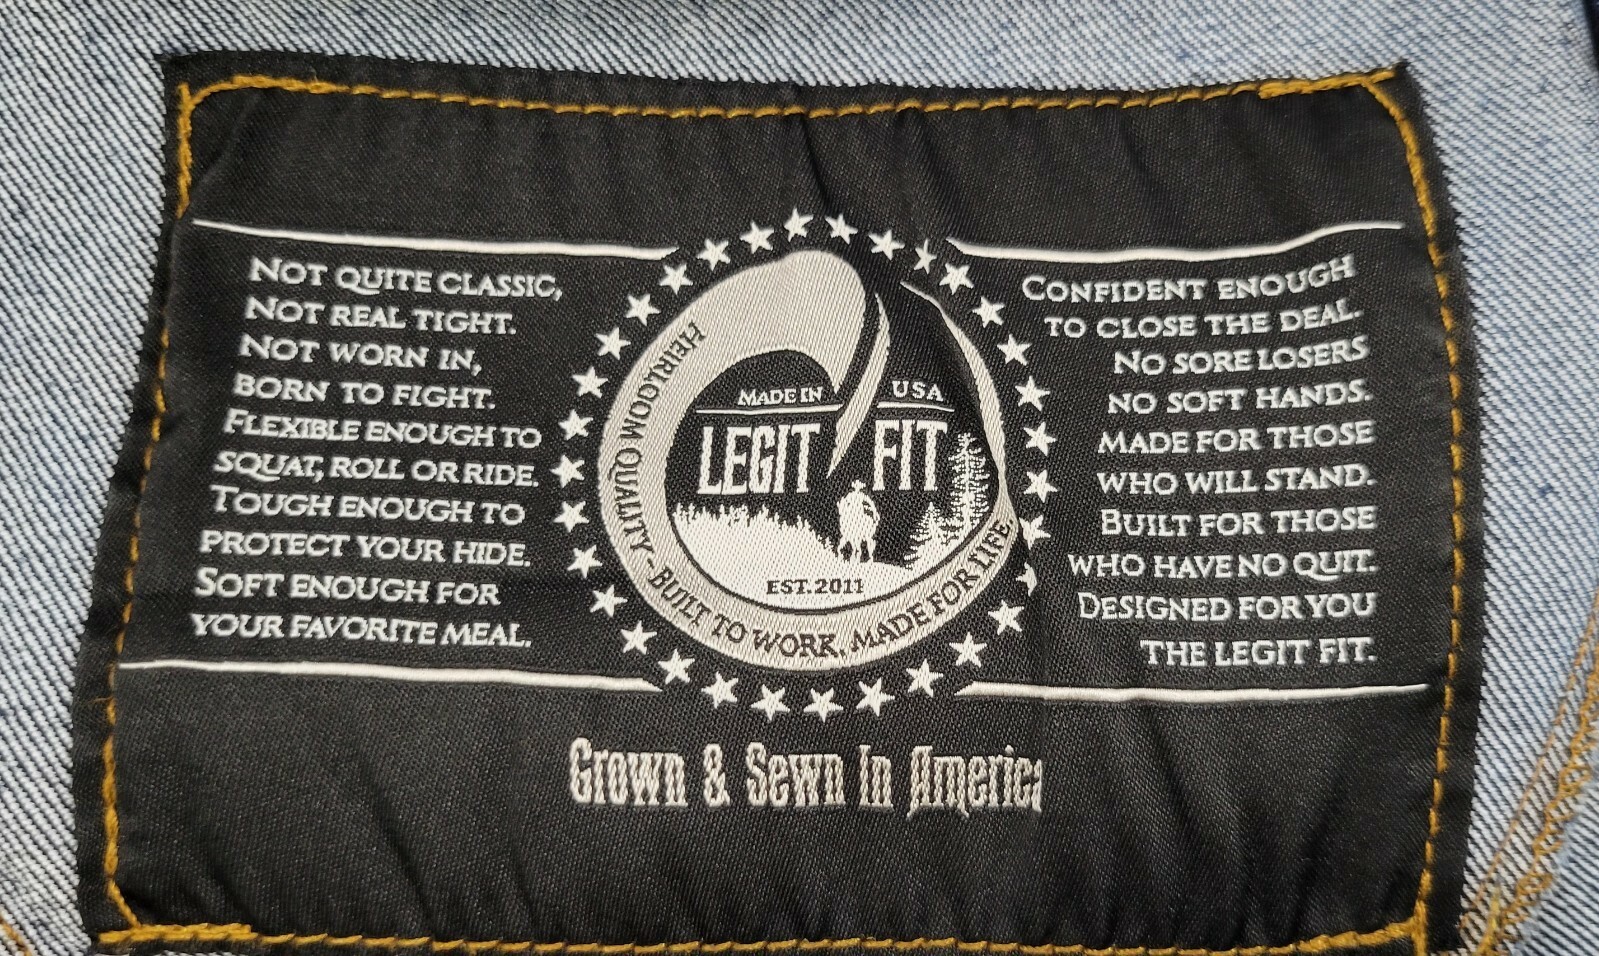 NOT QUITE CLASSIC,
NOT REAL TIGHT.
NOT WORN IN,
BORN TO FIGHT.
FLEXIBLE ENOUGH TO
SQUAT, ROLL OR RIDE.
TOUGH ENOUGH TO
PROTECT YOUR HIDE.
SOFT ENOUGH FOR
YOUR FAVORITE MEAL.
HEIRLOOM QUALITY - BUILT TO WORK, MADE FOR LIFE.
MADE IN USA
LEGIT FIT
EST. 2011
CONFIDENT ENOUGH
TO CLOSE THE DEAL.
NO SORE LOSERS
NO SOFT HANDS.
MADE FOR THOSE
WHO WILL STAND.
BUILT FOR THOSE
WHO HAVE NO QUIT.
DESIGNED FOR YOU
THE LEGIT FIT.
Grown & Sewn In America